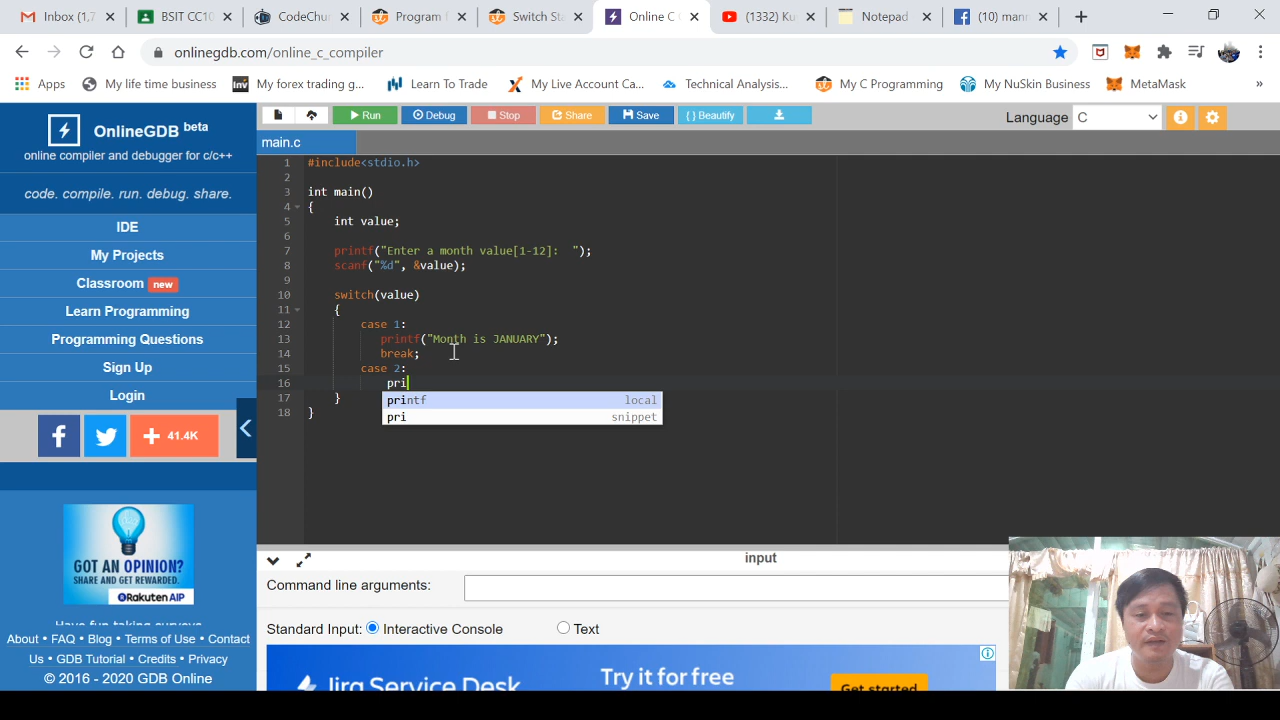 Inbox (1,7
BSIT CC10
CodeChun
Program f
Switch Sta
Online C C
(1332) Ku
Notepad
(10) manr
onlinegdb.com/online_c_compiler
Apps
My life time business
Inv
My forex trading g...
Learn To Trade
My Live Account Ca...
Technical Analysis...
My C Programming
My NuSkin Business
MetaMask
»
OnlineGDB beta
online compiler and debugger for c/c++
code. compile. run. debug. share.
IDE
My Projects
Classroom new
Learn Programming
Programming Questions
Sign Up
Login
41.4K
GOT AN OPINION?
SHARE AND GET REWARDED.
Rakuten AIP
Have fun taking surveys
About • FAQ • Blog • Terms of Use • Contact
Us • GDB Tutorial • Credits • Privacy
© 2016 - 2020 GDB Online
Run
Debug
Stop
Share
Save
{ } Beautify
Language C
main.c
1 #include<stdio.h>
2
3 int main()
4 {
5 int value;
6
7 printf("Enter a month value[1-12]:  ");
8 scanf("%d", &value);
9
10 switch(value)
11 {
12 case 1:
13 printf("Month is JANUARY");
14 break;
15 case 2:
16 pri
17 }
18 }
printf local
pri snippet
input
Command line arguments:
Standard Input: Interactive Console Text
Jira Service Desk
Try it for free
Get started